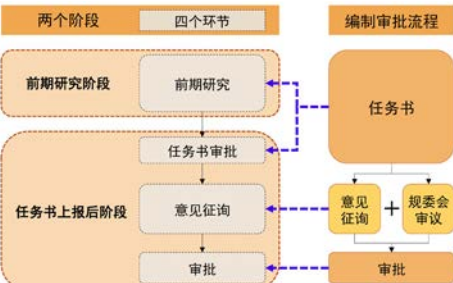 两个阶段
四个环节
编制审批流程
前期研究阶段
前期研究
任务书
任务书审批
任务书上报后阶段
意见征询
意见
征询
+
规委会
审议
审批
审批